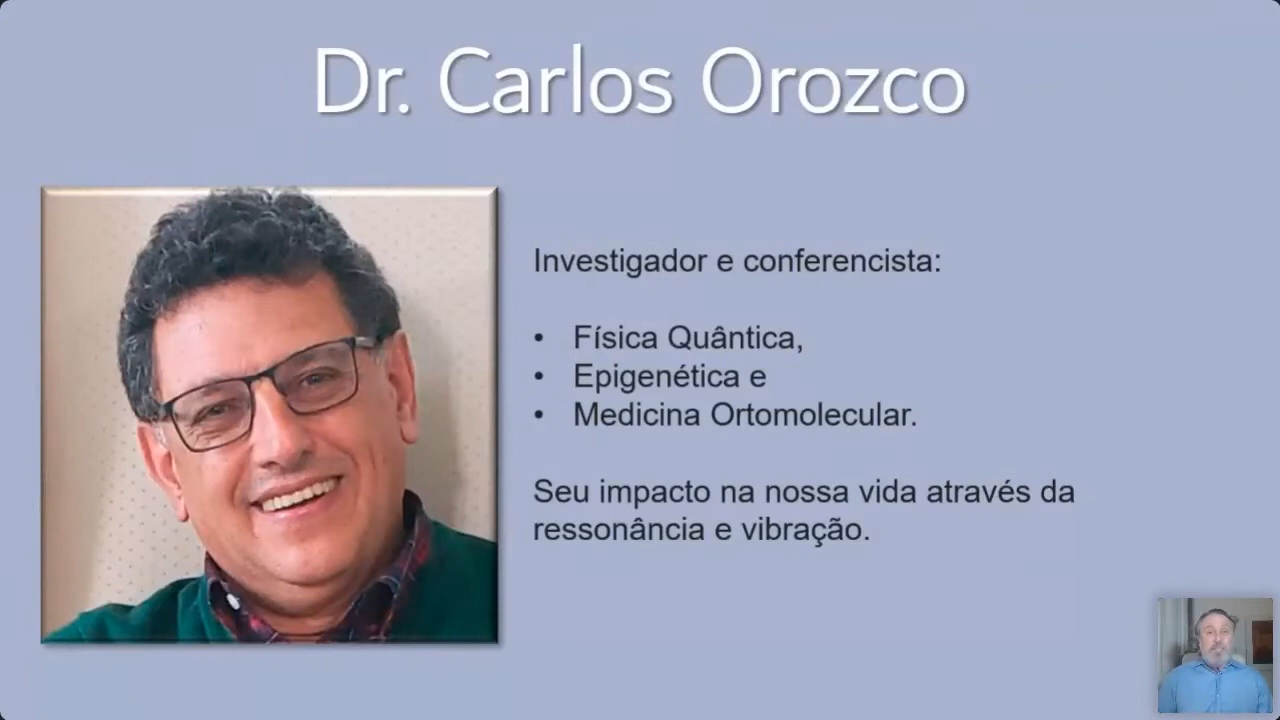 Dr. Carlos Orozco
Investigador e conferencista:
• Física Quântica,
• Epigenética e
• Medicina Ortomolecular.
Seu impacto na nossa vida através da
ressonância e vibração.